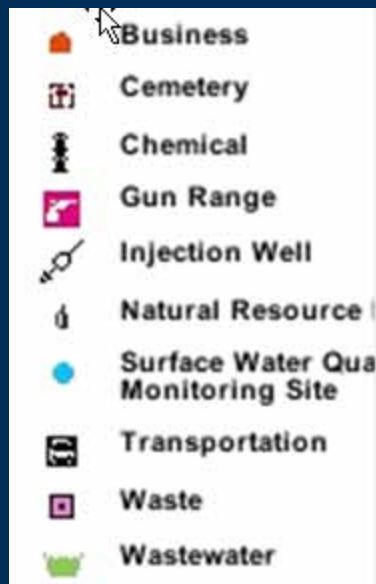 Business
Cemetery
Chemical
Gun Range
Injection Well
Natural Resource
Surface Water Qua
Monitoring Site
Transportation
Waste
Wastewater